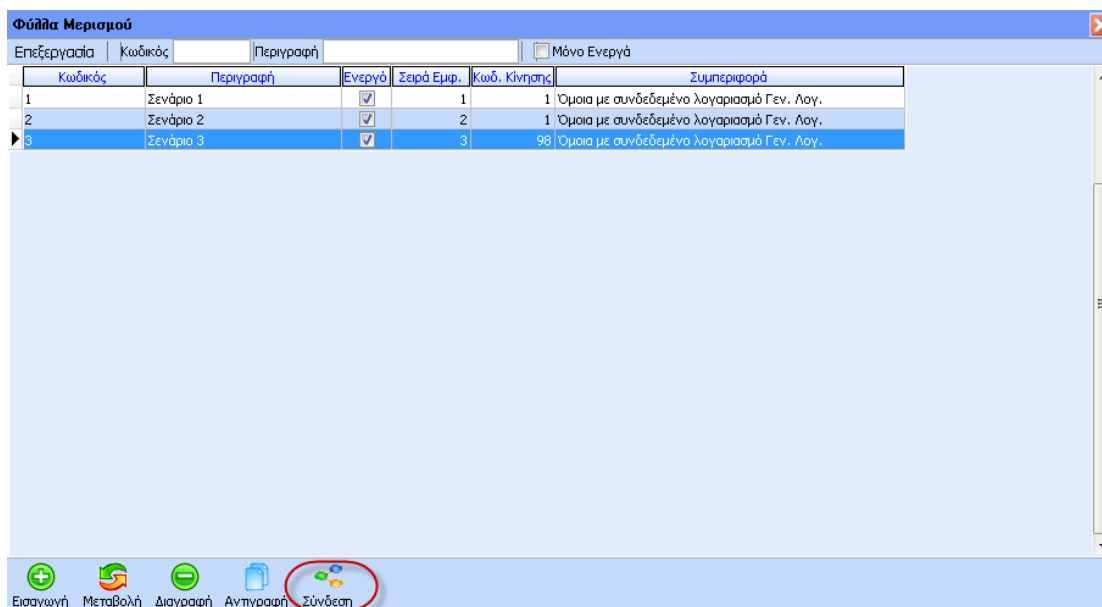 Φύλλα Μερισμού
Επεξεργασία Κωδικός Περιγραφή Μόνο Ενεργά
Κωδικός Περιγραφή Ενεργό Σειρά Εμφ. Κωδ. Κίνησης Συμπεριφορά
1 Σενάριο 1 1 1 Όμοια με συνδεδεμένο λογαριασμό Γεν. Λογ.
2 Σενάριο 2 2 1 Όμοια με συνδεδεμένο λογαριασμό Γεν. Λογ.
3 Σενάριο 3 3 98 Όμοια με συνδεδεμένο λογαριασμό Γεν. Λογ.
Εισαγωγή Μεταβολή Διαγραφή Αντιγραφή Σύνδεση